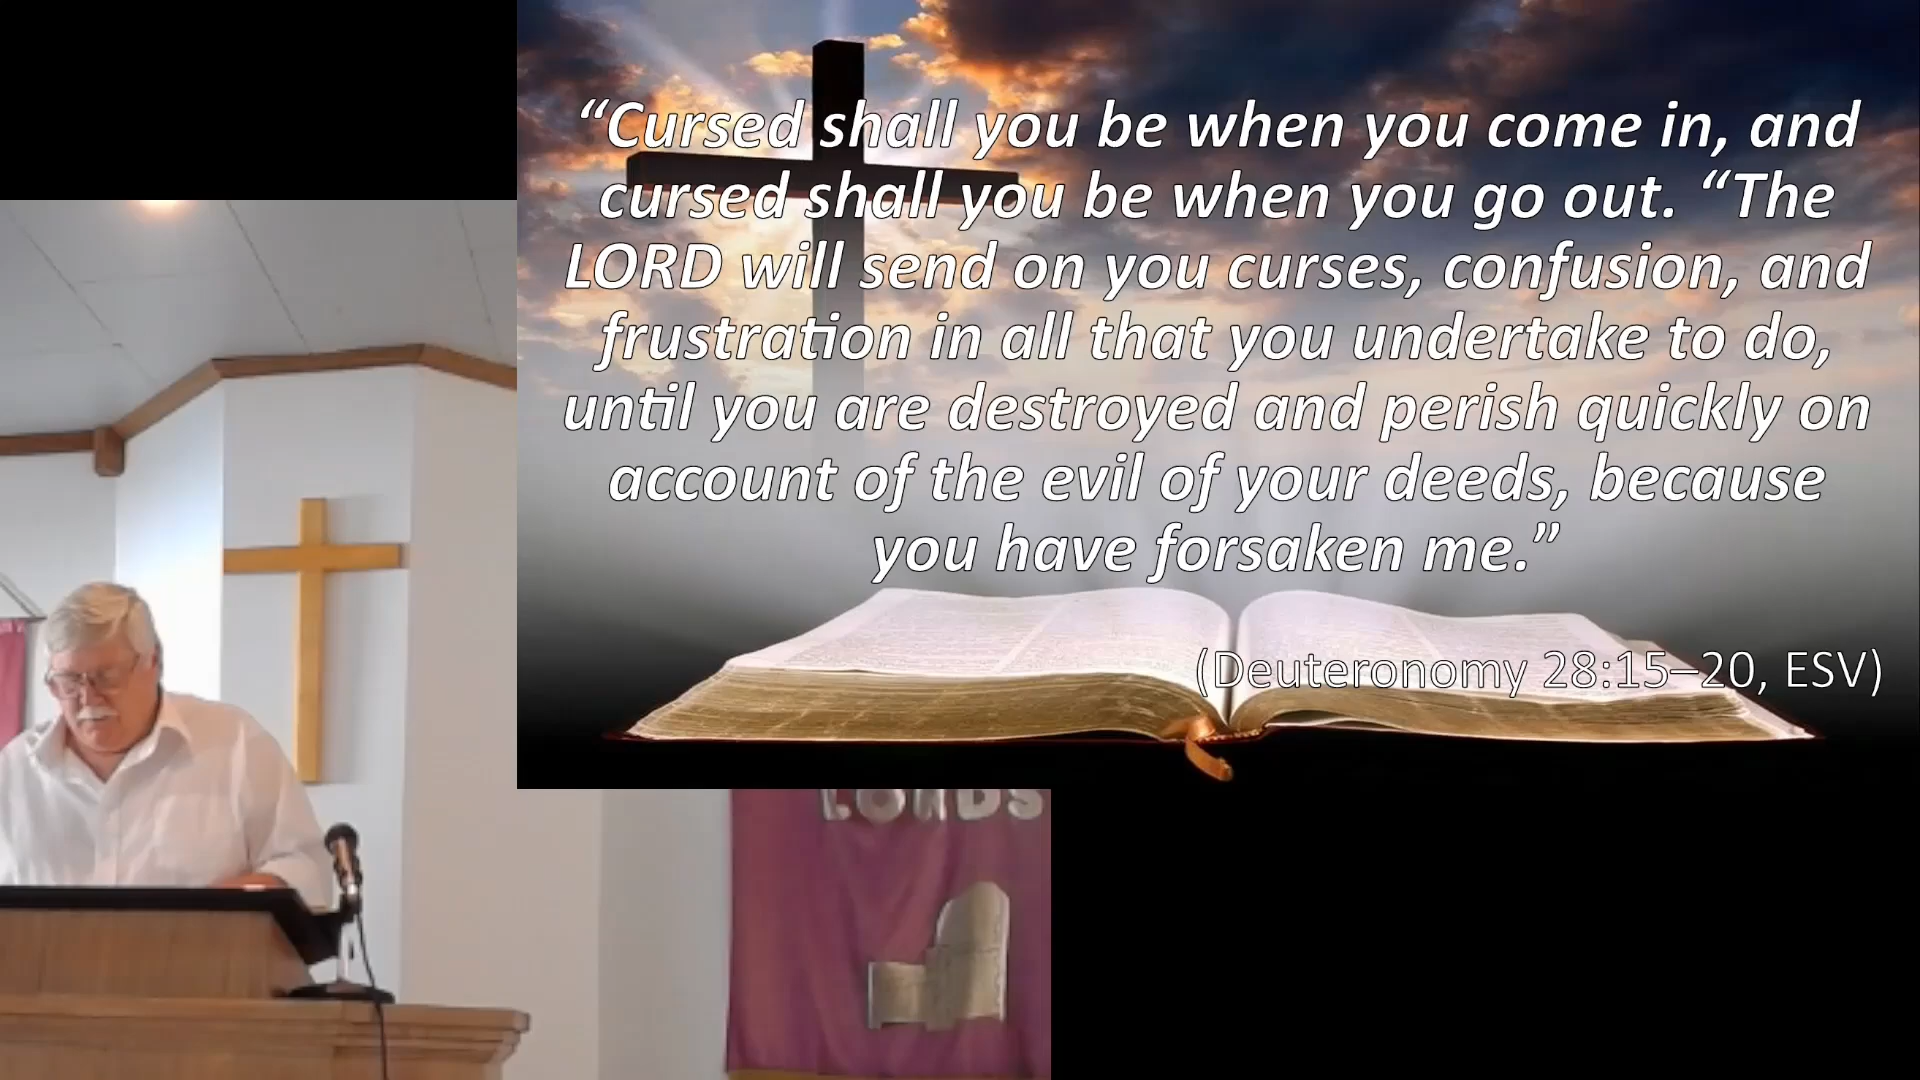 “Cursed shall you be when you come in, and
cursed shall you be when you go out. “The
LORD will send on you curses, confusion, and
frustration in all that you undertake to do,
until you are destroyed and perish quickly on
account of the evil of your deeds, because
you have forsaken me.”
(Deuteronomy 28:15–20, ESV)
LORDS